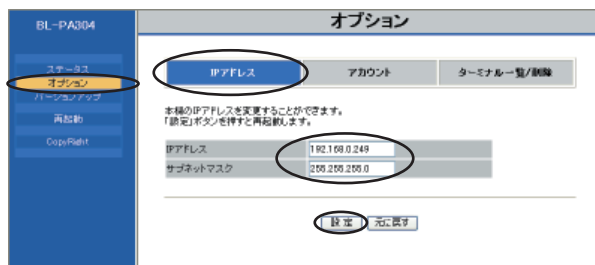 BL-PA304
オプション
ステータス
オプション
バージョンアップ
再起動
CopyRight
IPアドレス
アカウント
ターミナル一覧/削除
本機のIPアドレスを変更することができます。
「設定」ボタンを押すと再起動します。
IPアドレス
192.168.0.249
サブネットマスク
255.255.255.0
設定
元に戻す